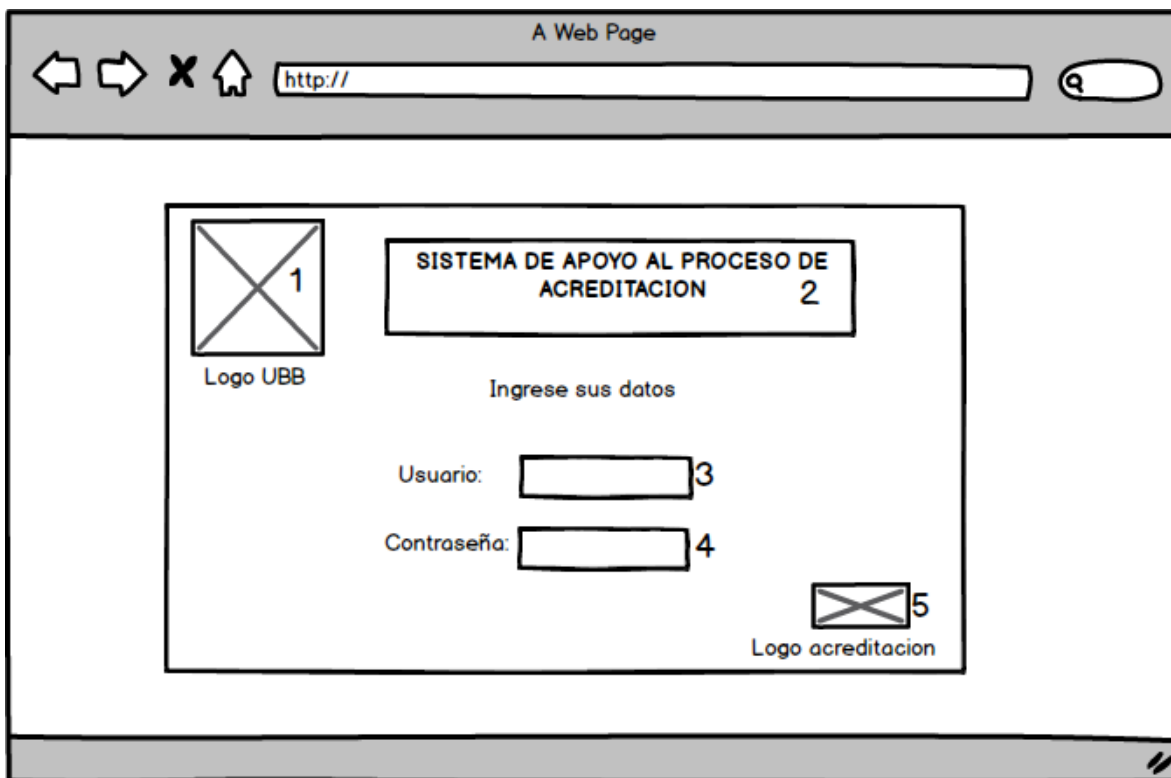 A Web Page
http://
1
SISTEMA DE APOYO AL PROCESO DE
ACREDITACION 2
Logo UBB
Ingrese sus datos
Usuario: 3
Contraseña: 4
5
Logo acreditacion